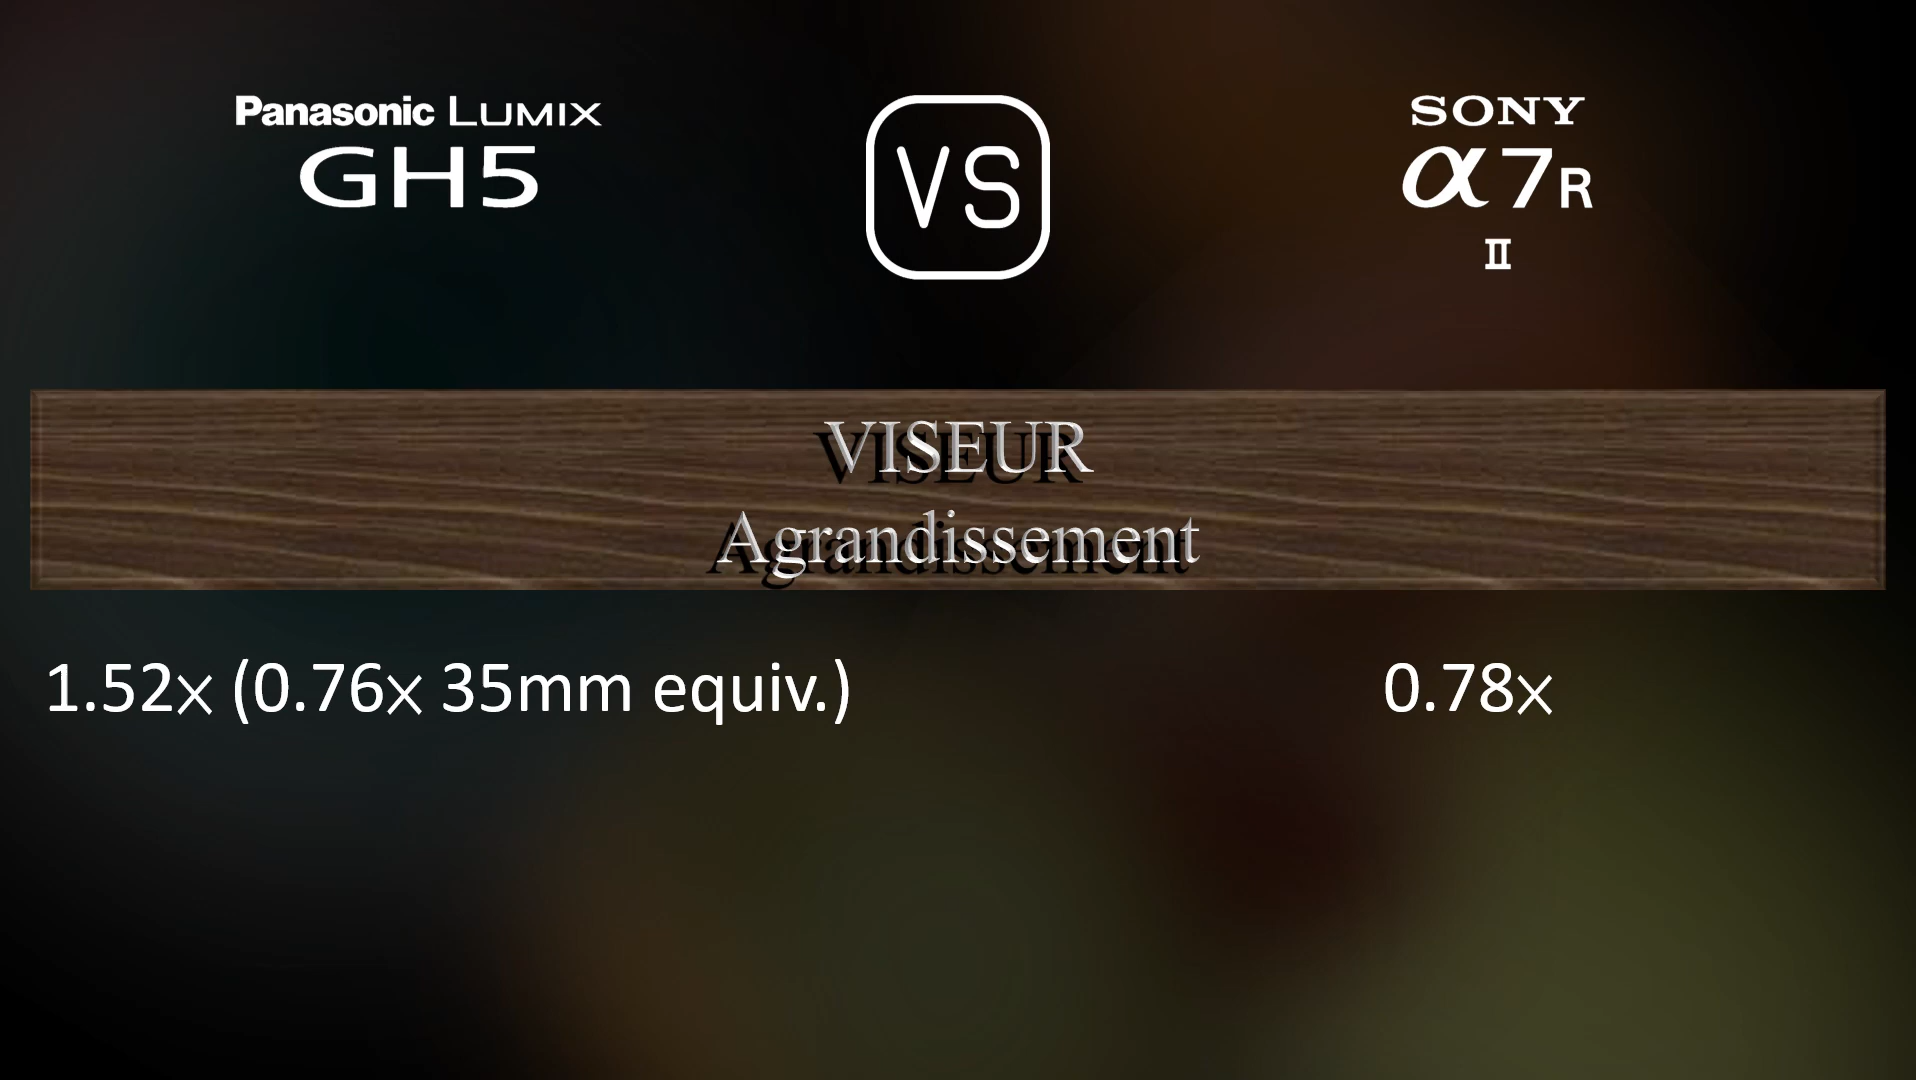 Panasonic LUMIX
GH5
VS
SONY
α7R
II
VISEUR
Agrandissement
1.52x (0.76x 35mm equiv.)
0.78x